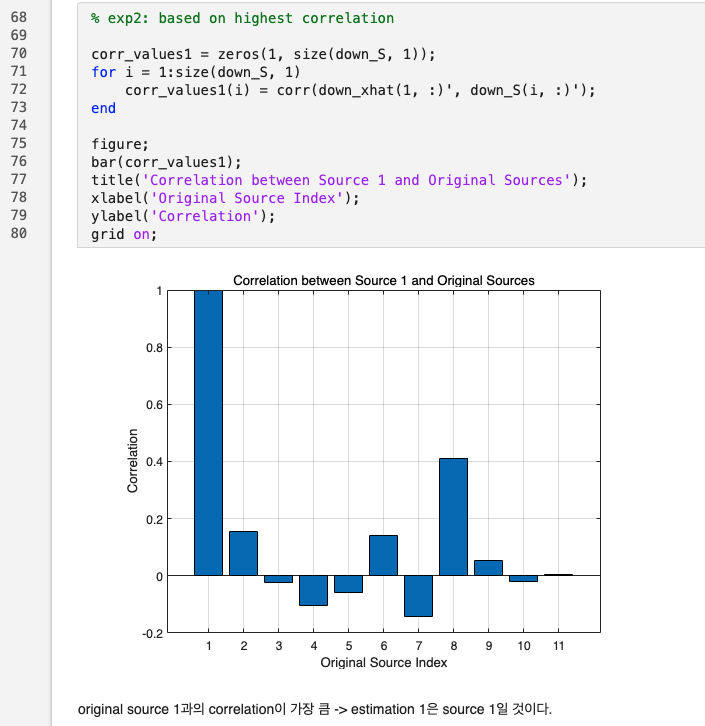 68 % exp2: based on highest correlation
69
70 corr_values1 = zeros(1, size(down_S, 1));
71 for i = 1:size(down_S, 1)
72 corr_values1(i) = corr(down_xhat(1, :)', down_S(i, :)');
73 end
74
75 figure;
76 bar(corr_values1);
77 title('Correlation between Source 1 and Original Sources');
78 xlabel('Original Source Index');
79 ylabel('Correlation');
80 grid on;
Correlation between Source 1 and Original Sources
1
0.8
0.6
0.4
0.2
0
-0.2
Correlation
1 2 3 4 5 6 7 8 9 10 11
Original Source Index
original source 1과의 correlation이 가장 큼 -> estimation 1은 source 1일 것이다.